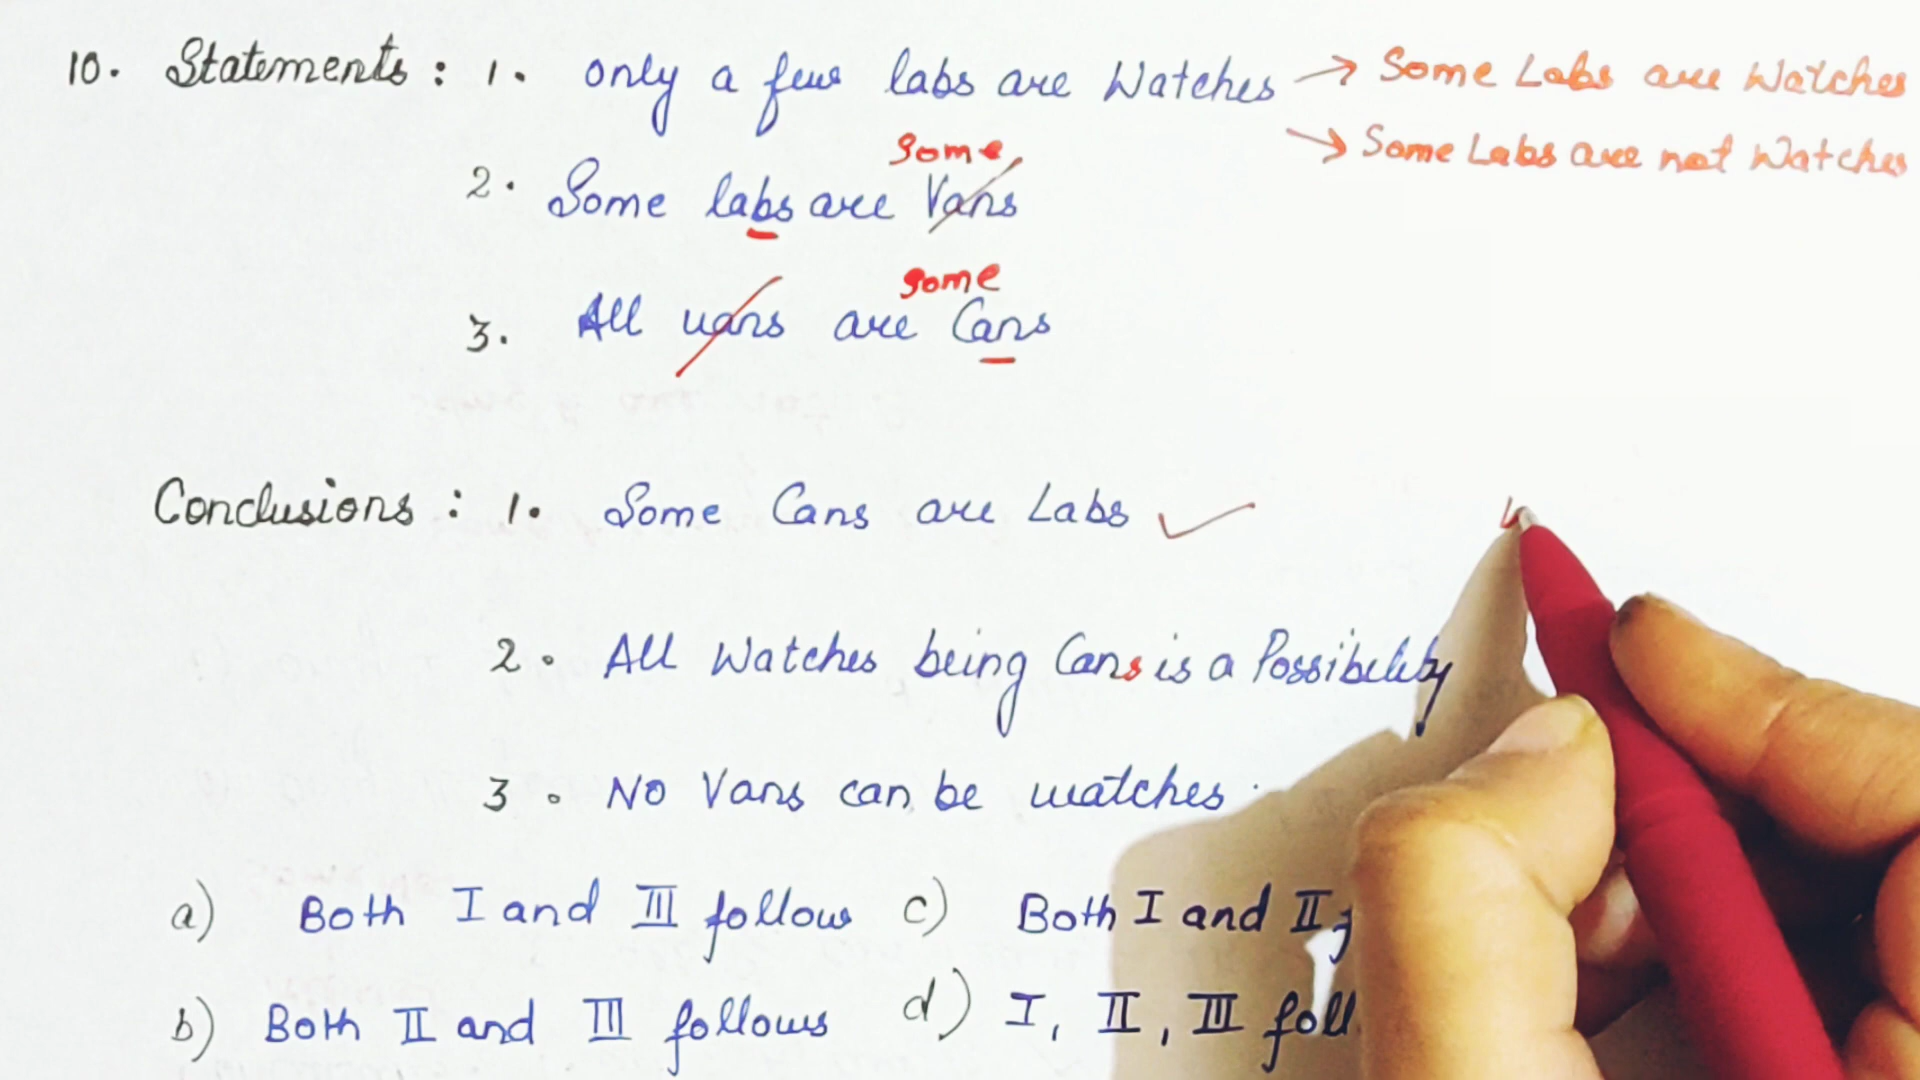 10. Statements : 1. only a few labs are Watches → Some Labs are Watches
→ Some Labs are not Watches
some
2. Some labs are Vans
some
3. All vans are Cans
Conclusions : 1. Some Cans are Labs ✓
2. All Watches being Cans is a Possibility
3. No Vans can be watches.
a) Both I and III follow c) Both I and II
b) Both II and III follows d) I, II, III foll